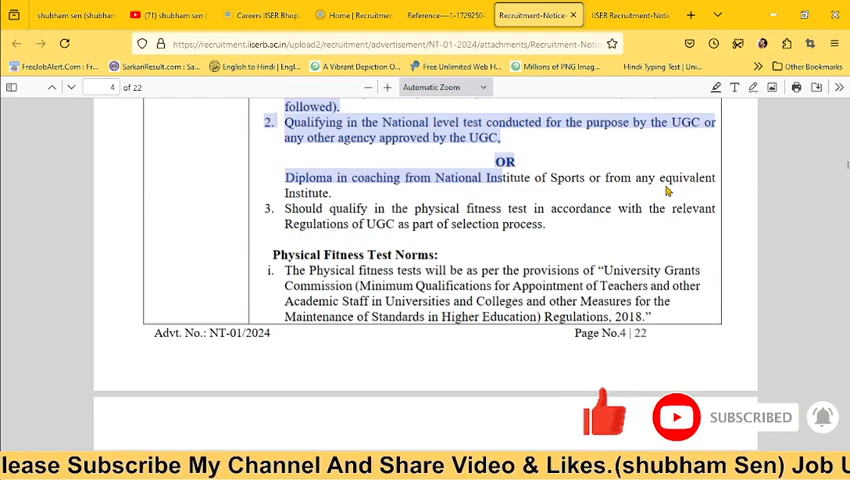 shubham sen (shubham
(71) shubham sen
Careers IISER Bhop
Home | Recruitment
Reference---1-1729250
Recruitment-Notice-
IISER Recruitment-Notic
https://recruitment.iiserb.ac.in/upload2/recruitment/advertisement/NT-01-2024/attachments/Recruitment-Notic
FreeJobAlert.Com
SarkariResult.com :
English to Hindi | Engl...
A Vibrant Depiction O...
Free Unlimited Web H...
Millions of PNG Imag...
Hindi Typing Test | Uni...
Other Bookmarks
4 of 22
Automatic Zoom
followed).
2. Qualifying in the National level test conducted for the purpose by the UGC or
any other agency approved by the UGC,
OR
Diploma in coaching from National Institute of Sports or from any equivalent
Institute.
3. Should qualify in the physical fitness test in accordance with the relevant
Regulations of UGC as part of selection process.
Physical Fitness Test Norms:
i. The Physical fitness tests will be as per the provisions of "University Grants
Commission (Minimum Qualifications for Appointment of Teachers and other
Academic Staff in Universities and Colleges and other Measures for the
Maintenance of Standards in Higher Education) Regulations, 2018."
Advt. No.: NT-01/2024 Page No.4 | 22
SUBSCRIBED
lease Subscribe My Channel And Share Video & Likes.(shubham Sen) Job U